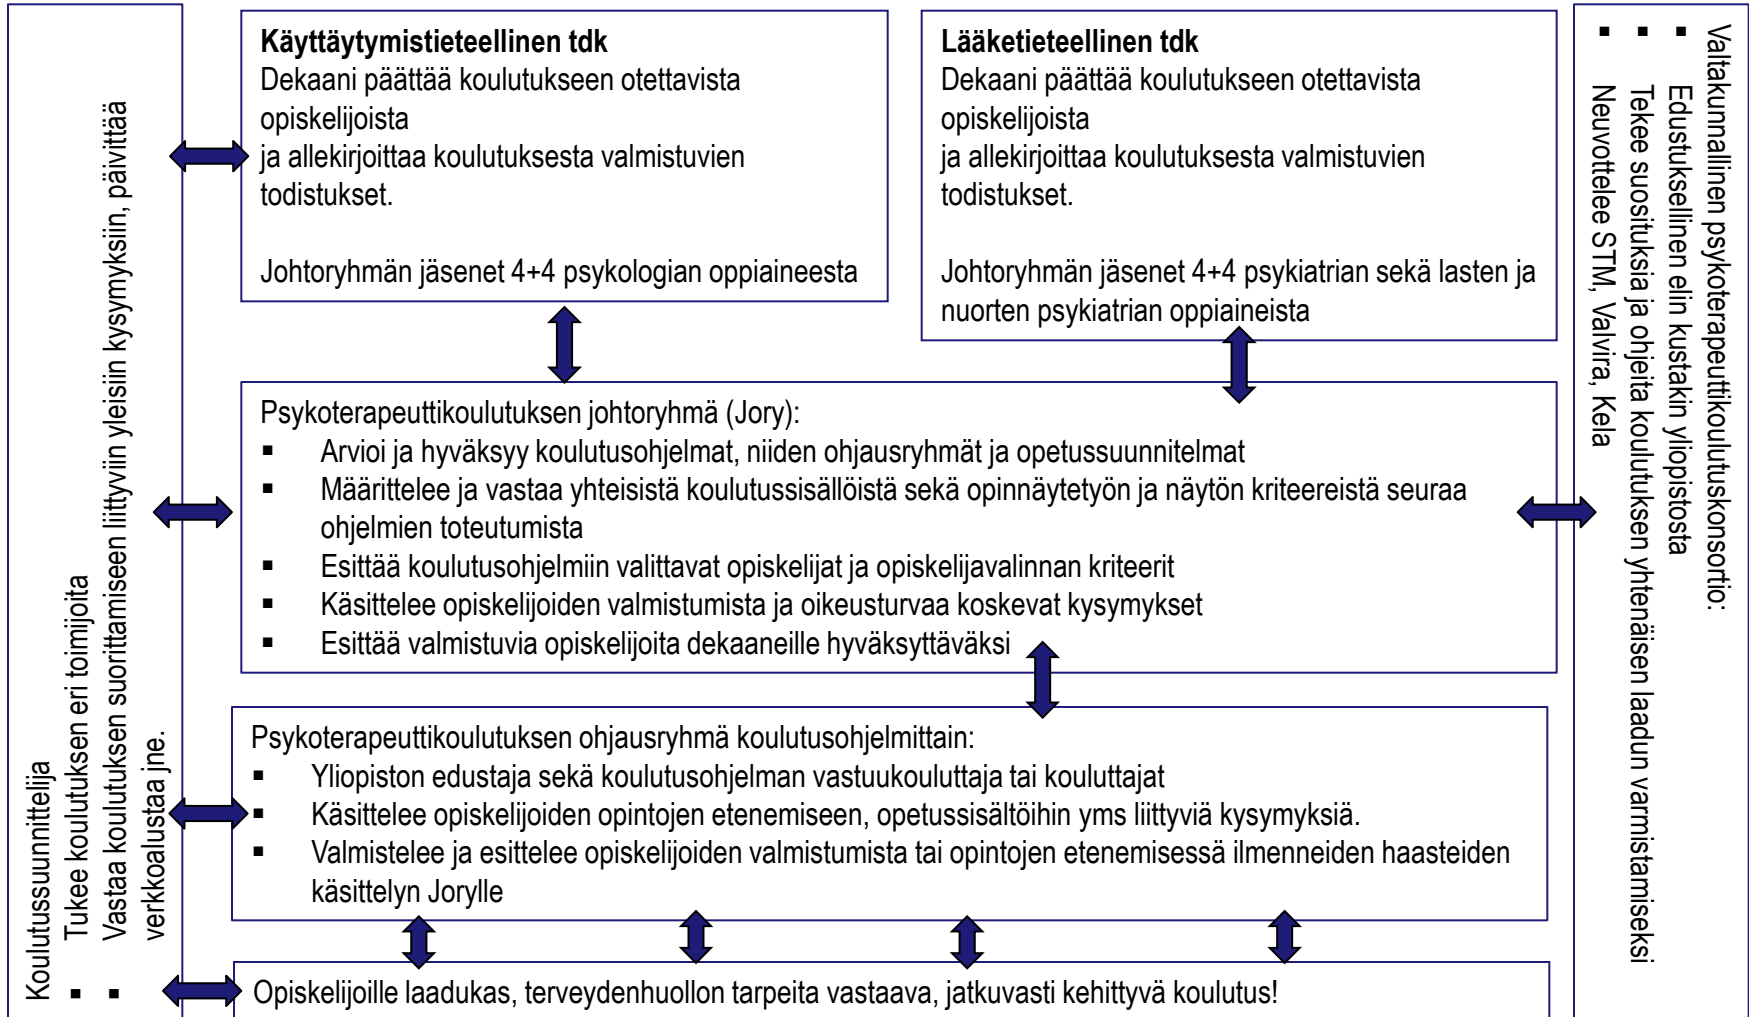 Koulutussunnittelija
▪ Tukee koulutuksen eri toimijoita
▪ Vastaa koulutuksen suorittamiseen liittyviin yleisiin kysymyksiin, päivittää
verkkoalustaa jne.
Käyttäytymistieteellinen tdk
Dekaani päättää koulutukseen otettavista
opiskelijoista
ja allekirjoittaa koulutuksesta valmistuvien
todistukset.
Johtoryhmän jäsenet 4+4 psykologian oppiaineesta
Lääketieteellinen tdk
Dekaani päättää koulutukseen otettavista
opiskelijoista
ja allekirjoittaa koulutuksesta valmistuvien
todistukset.
Johtoryhmän jäsenet 4+4 psykiatrian sekä lasten ja
nuorten psykiatrian oppiaineista
Psykoterapeuttikoulutuksen johtoryhmä (Jory):
▪ Arvioi ja hyväksyy koulutusohjelmat, niiden ohjausryhmät ja opetussuunnitelmat
▪ Määrittelee ja vastaa yhteisistä koulutussisällöistä sekä opinnäytetyön ja näytön kriteereistä seuraa
ohjelmien toteutumista
▪ Esittää koulutusohjelmiin valittavat opiskelijat ja opiskelijavalinnan kriteerit
▪ Käsittelee opiskelijoiden valmistumista ja oikeusturvaa koskevat kysymykset
▪ Esittää valmistuvia opiskelijoita dekaaneille hyväksyttäväksi
Psykoterapeuttikoulutuksen ohjausryhmä koulutusohjelmittain:
▪ Yliopiston edustaja sekä koulutusohjelman vastuukouluttaja tai kouluttajat
▪ Käsittelee opiskelijoiden opintojen etenemiseen, opetussisältöihin yms liittyviä kysymyksiä.
▪ Valmistelee ja esittelee opiskelijoiden valmistumista tai opintojen etenemisessä ilmenneiden haasteiden
käsittelyn Jorylle
Opiskelijoille laadukas, terveydenhuollon tarpeita vastaava, jatkuvasti kehittyvä koulutus!
Valtakunnallinen psykoterapeuttikoulutuskonsortio:
▪ Edustuksellinen elin kustakin yliopistosta
▪ Tekee suosituksia ja ohjeita koulutuksen yhtenäisen laadun varmistamiseksi
▪ Neuvottelee STM, Valvira, Kela